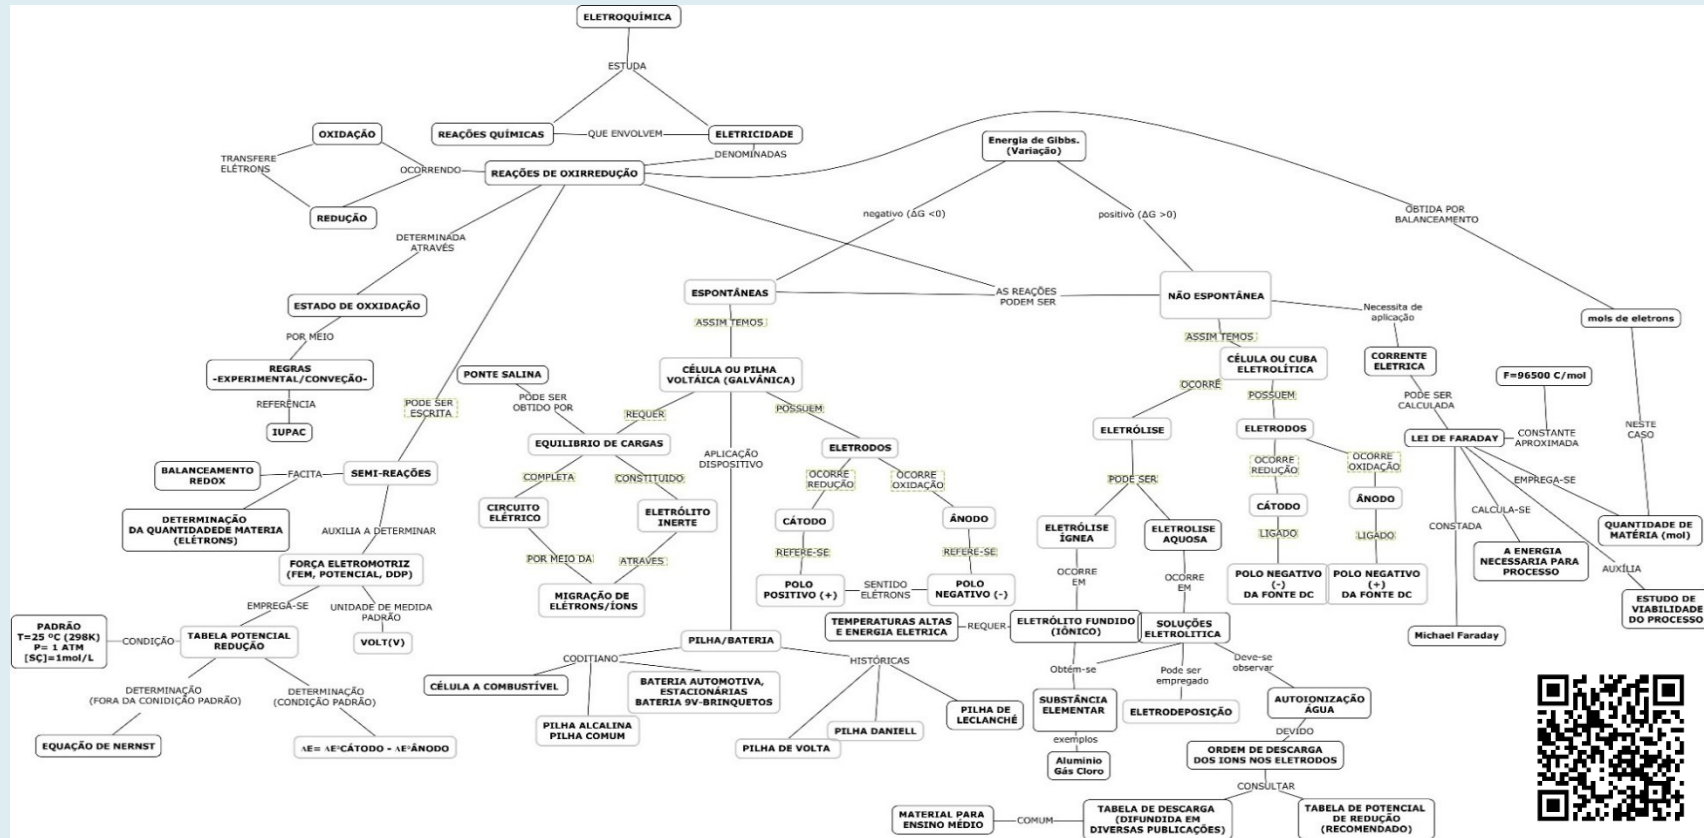 ELETROQUÍMICA
ESTUDA
REAÇÕES QUÍMICAS
QUE ENVOLVEM
ELETRICIDADE
DENOMINADAS
OXIDAÇÃO
TRANSFERE
ELÉTRONS
OCORRENDO
REAÇÕES DE OXIRREDUÇÃO
REDUÇÃO
Energia de Gibbs.
(Variação)
negativo (ΔG <0)
positivo (ΔG >0)
OBTIDA POR
BALANCEAMENTO
DETERMINADA
ATRAVÉS
ESTADO DE OXXIDAÇÃO
POR MEIO
REGRAS
-EXPERIMENTAL/CONVEÇÃO-
REFERÊNCIA
IUPAC
ESPONTÂNEAS
AS REAÇÕES
PODEM SER
NÃO ESPONTÂNEA
ASSIM TEMOS
ASSIM TEMOS
Necessita de
aplicação
mols de eletrons
CORRENTE
ELETRICA
F=96500 C/mol
PODE SER
CALCULADA
LEI DE FARADAY
CONSTANTE
APROXIMADA
NESTE
CASO
EMPREGA-SE
QUANTIDADE DE
MATÉRIA (mol)
CALCULA-SE
CONSTADA
A ENERGIA
NECESSARIA PARA
PROCESSO
AUXÍLIA
ESTUDO DE
VIABILIDADE
DO PROCESSO
Michael Faraday
PONTE SALINA
PODE SER
OBTIDO POR
CÉLULA OU PILHA
VOLTÁICA (GALVÂNICA)
REQUER
POSSUEM
EQUILIBRIO DE CARGAS
COMPLETA
CONSTITUIDO
CIRCUITO
ELÉTRICO
ELETRÓLITO
INERTE
POR MEIO DA
ATRAVES
MIGRAÇÃO DE
ELÉTRONS/ÍONS
APLICAÇÃO
DISPOSITIVO
ELETRODOS
OCORRE
REDUÇÃO
OCORRE
OXIDAÇÃO
CÁTODO
ÂNODO
REFERE-SE
REFERE-SE
POLO
POSITIVO (+)
SENTIDO
ELÉTRONS
POLO
NEGATIVO (-)
CÉLULA OU CUBA
ELETROLÍTICA
OCORRE
POSSUEM
ELETRÓLISE
ELETRODOS
PODE SER
OCORRE
REDUÇÃO
OCORRE
OXIDAÇÃO
ELETRÓLISE
ÍGNEA
ELETROLISE
AQUOSA
CÁTODO
ÂNODO
LIGADO
LIGADO
POLO NEGATIVO
(-)
DA FONTE DC
POLO NEGATIVO
(+)
DA FONTE DC
OCORRE
EM
OCORRE
EM
TEMPERATURAS ALTAS
E ENERGIA ELETRICA
REQUER
ELETRÓLITO FUNDIDO
(IÔNICO)
SOLUÇÕES
ELETROLITICA
Obtém-se
Pode ser
empregado
Deve-se
observar
SUBSTÂNCIA
ELEMENTAR
ELETRODEPOSIÇÃO
AUTOIONIZAÇÃO
ÁGUA
exemplos
Aluminio
Gás Cloro
DEVIDO
ORDEM DE DESCARGA
DOS IONS NOS ELETRODOS
CONSULTAR
MATERIAL PARA
ENSINO MÉDIO
COMUM
TABELA DE DESCARGA
(DIFUNDIDA EM
DIVERSAS PUBLICAÇÕES)
TABELA DE POTENCIAL
DE REDUÇÃO
(RECOMENDADO)
PODE SER
ESCRITA
BALANCEAMENTO
REDOX
FACITA
SEMI-REAÇÕES
DETERMINAÇÃO
DA QUANTIDADEDE MATERIA
(ELÉTRONS)
AUXILIA A DETERMINAR
FORÇA ELETROMOTRIZ
(FEM, POTENCIAL, DDP)
EMPREGA-SE
UNIDADE DE MEDIDA
PADRÃO
VOLT(V)
PADRÃO
T=25 ºC (298K)
P= 1 ATM
[SÇ]=1mol/L
CONDIÇÃO
TABELA POTENCIAL
REDUÇÃO
DETERMINAÇÃO
(FORA DA CONIDIÇÃO PADRÃO)
DETERMINAÇÃO
(CONDIÇÃO PADRÃO)
EQUAÇÃO DE NERNST
ΔE= ΔE°CÁTODO - ΔE°ÂNODO
PILHA/BATERIA
CODITIANO
HISTÓRICAS
CÉLULA A COMBUSTÍVEL
BATERIA AUTOMOTIVA,
ESTACIONÁRIAS
BATERIA 9V-BRINQUETOS
PILHA ALCALINA
PILHA COMUM
PILHA DE VOLTA
PILHA DANIELL
PILHA DE
LECLANCHÉ